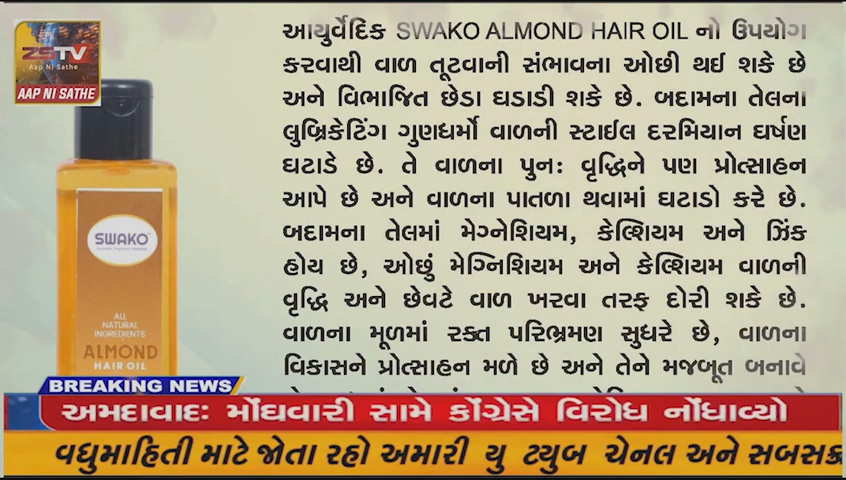 ZSTV
Aap Ni Sathe
AAP NI SATHE
આયુર્વેદિક SWAKO ALMOND HAIR OIL નો ઉપયોગ
કરવાથી વાળ તૂટવાની સંભાવના ઓછી થઈ શકે છે
અને વિભાજિત છેડા ઘડાડી શકે છે. બદામના તેલના
લુબ્રિકેટિંગ ગુણધર્મો વાળની સ્ટાઈલ દરમિયાન ઘર્ષણ
ઘટાડે છે. તે વાળના પુનઃ વૃદ્ધિને પણ પ્રોત્સાહન
આપે છે અને વાળના પાતળા થવામાં ઘટાડો કરે છે.
બદામના તેલમાં મેગ્નેશિયમ, કેલ્શિયમ અને ઝિંક
હોય છે, ઓછું મેગ્નિશિયમ અને કેલ્શિયમ વાળની
વૃદ્ધિ અને છેવટે વાળ ખરવા તરફ દોરી શકે છે.
વાળના મૂળમાં રક્ત પરિભ્રમણ સુધરે છે, વાળના
વિકાસને પ્રોત્સાહન મળે છે અને તેને મજબૂત બનાવે
SWAKO
ALL
NATURAL
INGREDIENTS
ALMOND
HAIR OIL
BREAKING NEWS
અમદાવાદઃ મોંઘવારી સામે કોંગ્રેસે વિરોધ નોંધાવ્યો
વધુમાહિતી માટે જોતા રહો અમારી યુ ટ્યુબ ચેનલ અને સબસક્રા